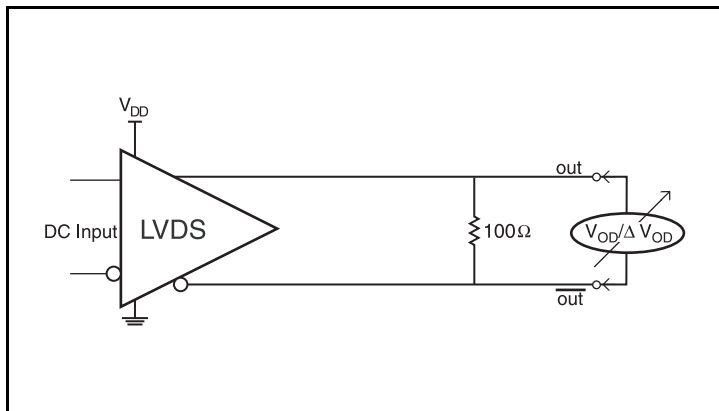 VDD
out
DC Input
LVDS
100Ω
VOD/Δ VOD
out